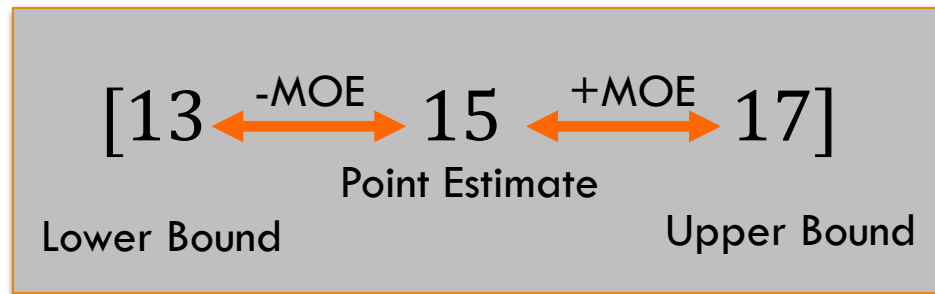 -MOE +MOE
[13 15 17]
Point Estimate
Lower Bound Upper Bound